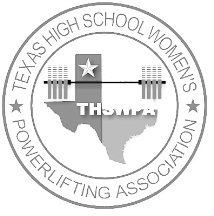 TEXAS HIGH SCHOOL WOMEN'S
THSWPA
POWERLIFTING ASSOCIATION